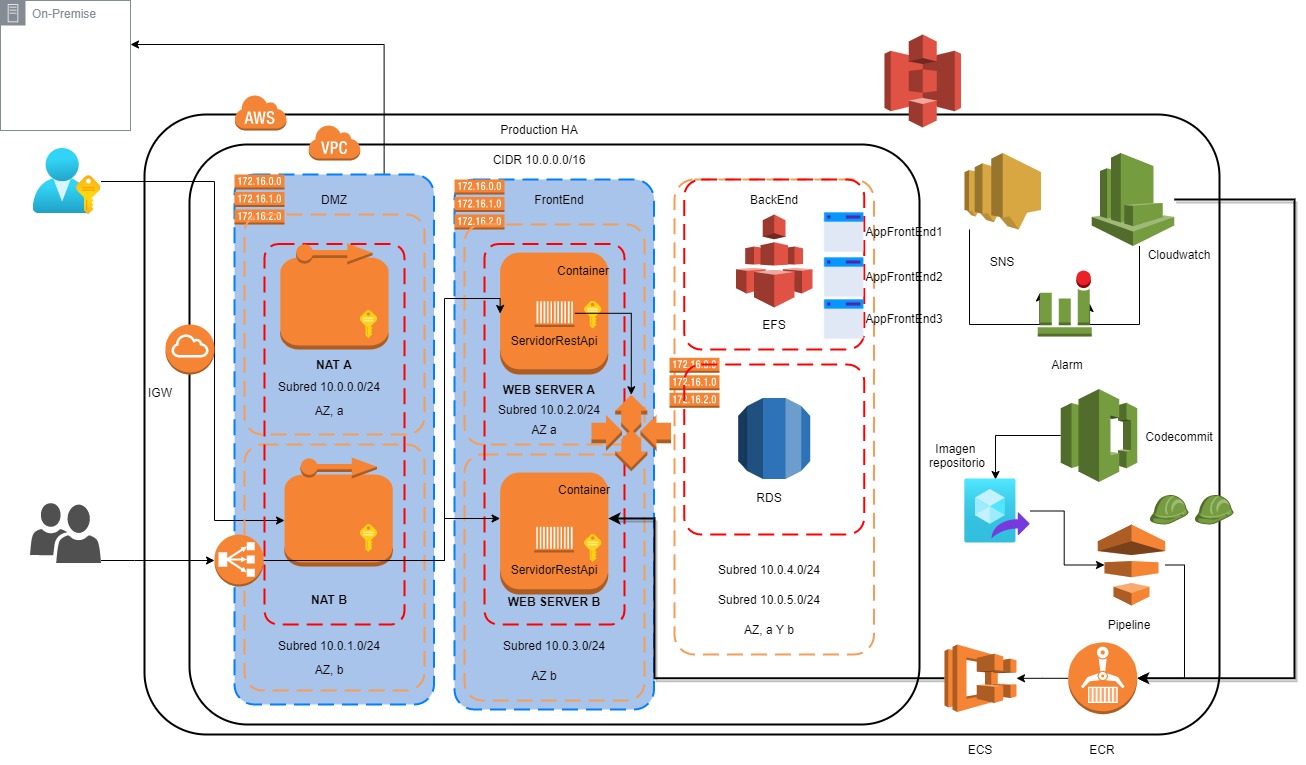 On-Premise
AWS
Production HA
VPC
CIDR 10.0.0.0/16
172.16.0.0
172.16.1.0
172.16.2.0
DMZ
172.16.0.0
172.16.1.0
172.16.2.0
FrontEnd
BackEnd
AppFrontEnd1
AppFrontEnd2
AppFrontEnd3
EFS
Container
ServidorRestApi
NAT A
Subred 10.0.0.0/24
AZ, a
WEB SERVER A
Subred 10.0.2.0/24
AZ a
IGW
172.16.0.0
172.16.1.0
172.16.2.0
RDS
SNS
Cloudwatch
Alarm
Codecommit
Imagen
repositorio
Container
ServidorRestApi
NAT B
Subred 10.0.1.0/24
AZ, b
WEB SERVER B
Subred 10.0.3.0/24
AZ b
Subred 10.0.4.0/24
Subred 10.0.5.0/24
AZ, a Y b
Pipeline
ECS
ECR